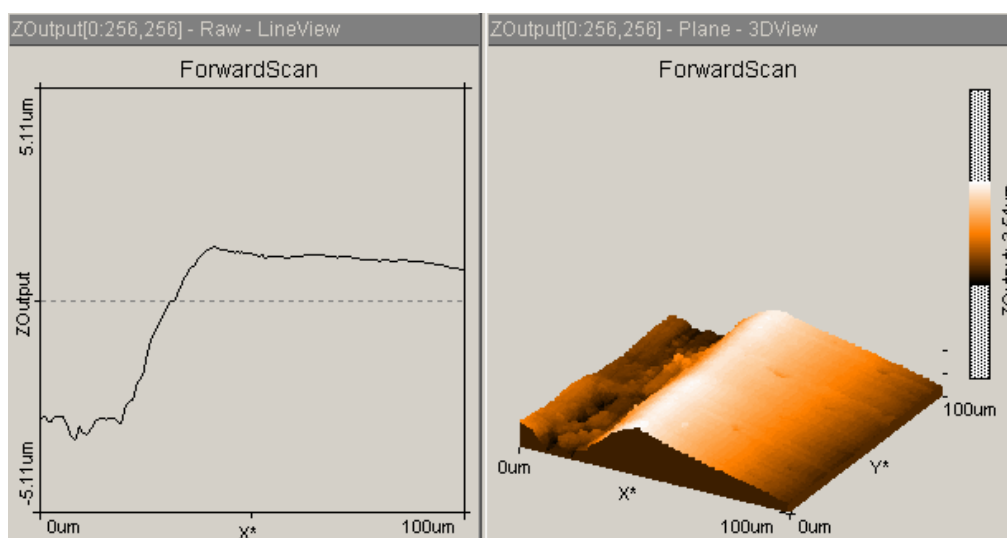 ZOutput[0:256,256] - Raw - LineView
ForwardScan
5.11um
ZOutput
-5.11um
0um
X*
100um
ZOutput[0:256,256] - Plane - 3DView
ForwardScan
0um
X*
100um
0um
Y*
100um
ZOutput